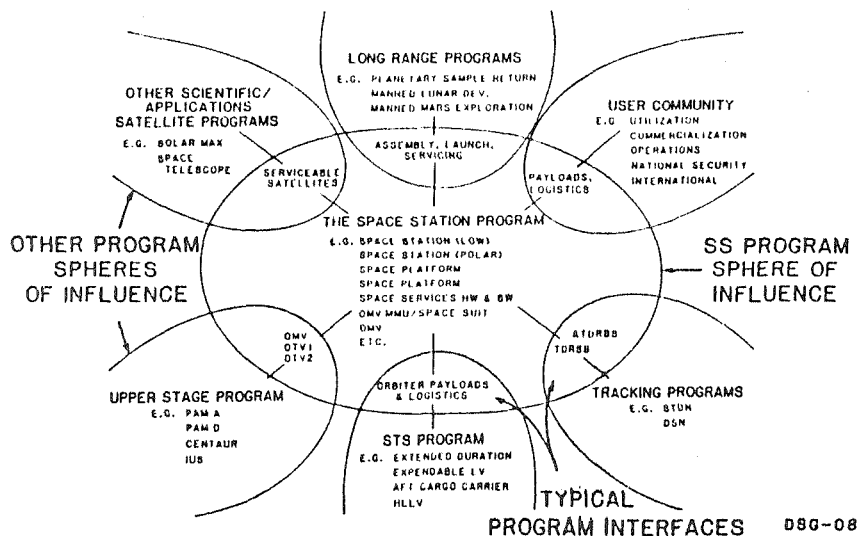 LONG RANGE PROGRAMS
E.G. PLANETARY SAMPLE RETURN
MANNED LUNAR DEV.
MANNED MARS EXPLORATION
ASSEMBLY, LAUNCH,
SERVICING
OTHER SCIENTIFIC/
APPLICATIONS
SATELLITE PROGRAMS
E.G. SOLAR MAX
SPACE
TELESCOPE
SERVICEABLE
SATELLITES
USER COMMUNITY
E.G UTILIZATION
COMMERCIALIZATION
OPERATIONS
NATIONAL SECURITY
INTERNATIONAL
PAYLOADS,
LOGISTICS
THE SPACE STATION PROGRAM
E.G. SPACE STATION (LOW)
SPACE STATION (POLAR)
SPACE PLATFORM
SPACE PLATFORM
SPACE SERVICES HW & SW
OMV MMU/SPACE SUIT
OMV
ETC.
OTHER PROGRAM
SPHERES
OF INFLUENCE
SS PROGRAM
SPHERE OF
INFLUENCE
OMV
OTV1
OTV2
UPPER STAGE PROGRAM
E.G. PAM A
PAM D
CENTAUR
IUS
ORBITER PAYLOADS
& LOGISTICS
STS PROGRAM
E.G. EXTENDED DURATION
EXPENDABLE LV
AFT CARGO CARRIER
HLLV
ATDRSS
TDRSS
TRACKING PROGRAMS
E.G. STDN
DSN
TYPICAL
PROGRAM INTERFACES
DSG-08